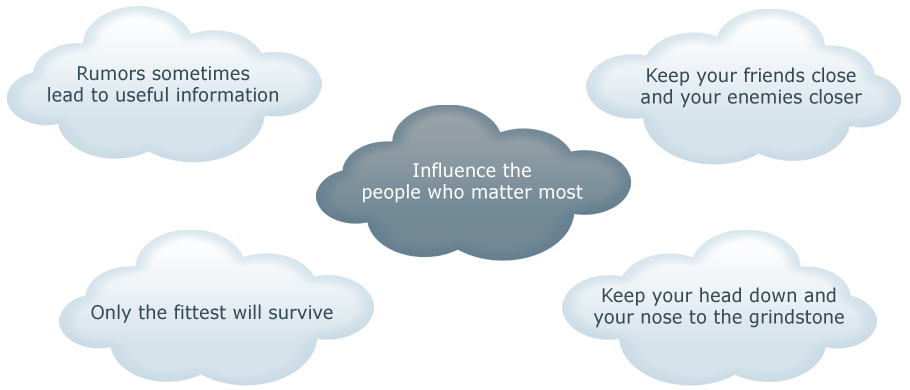 Rumors sometimes
lead to useful information
Keep your friends close
and your enemies closer
Influence the
people who matter most
Only the fittest will survive
Keep your head down and
your nose to the grindstone